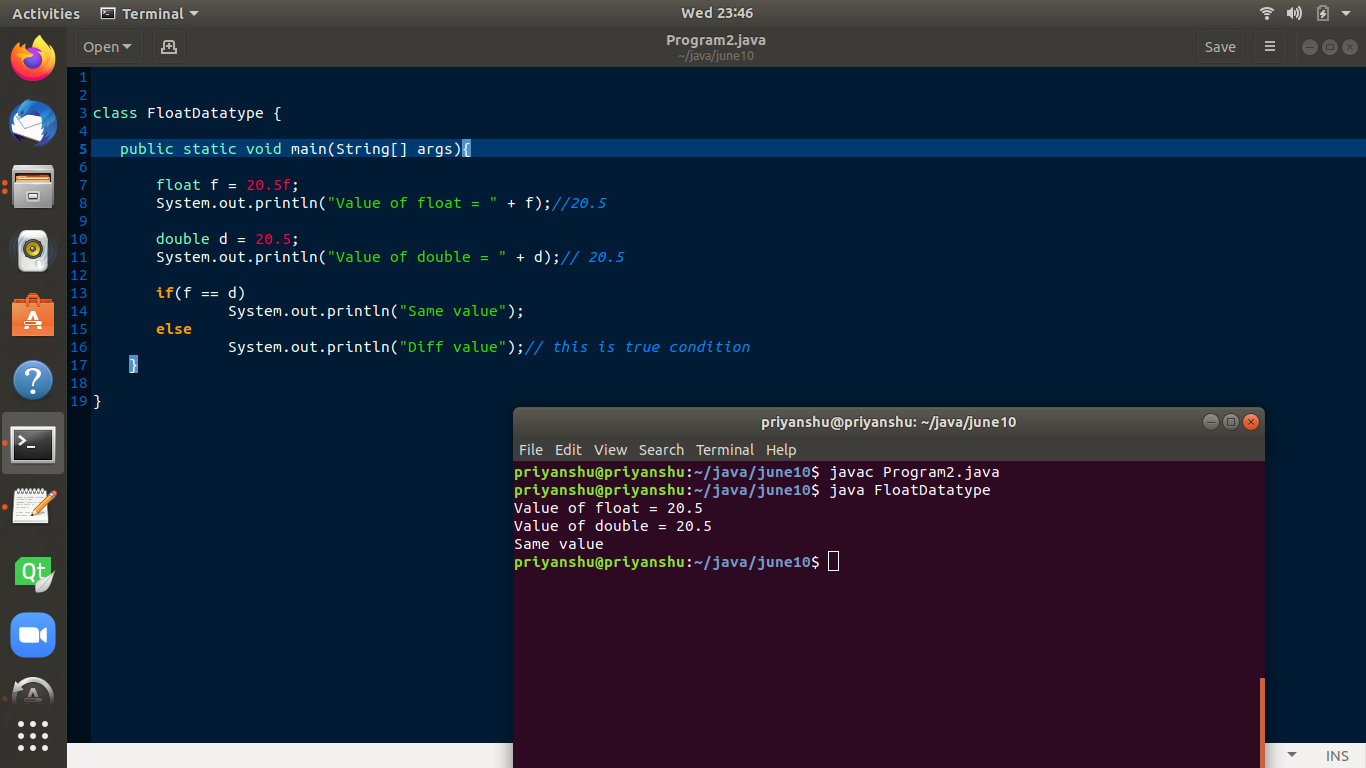 Activities Terminal Wed 23:46
Open Program2.java Save
~/java/june10
1
2
3 class FloatDatatype {
4
5 public static void main(String[] args){
6
7 float f = 20.5f;
8 System.out.println("Value of float = " + f);//20.5
9
10 double d = 20.5;
11 System.out.println("Value of double = " + d);// 20.5
12
13 if(f == d)
14 System.out.println("Same value");
15 else
16 System.out.println("Diff value");// this is true condition
17 }
18
19 }
priyanshu@priyanshu: ~/java/june10
File Edit View Search Terminal Help
priyanshu@priyanshu:~/java/june10$ javac Program2.java
priyanshu@priyanshu:~/java/june10$ java FloatDatatype
Value of float = 20.5
Value of double = 20.5
Same value
priyanshu@priyanshu:~/java/june10$
Qt
INS